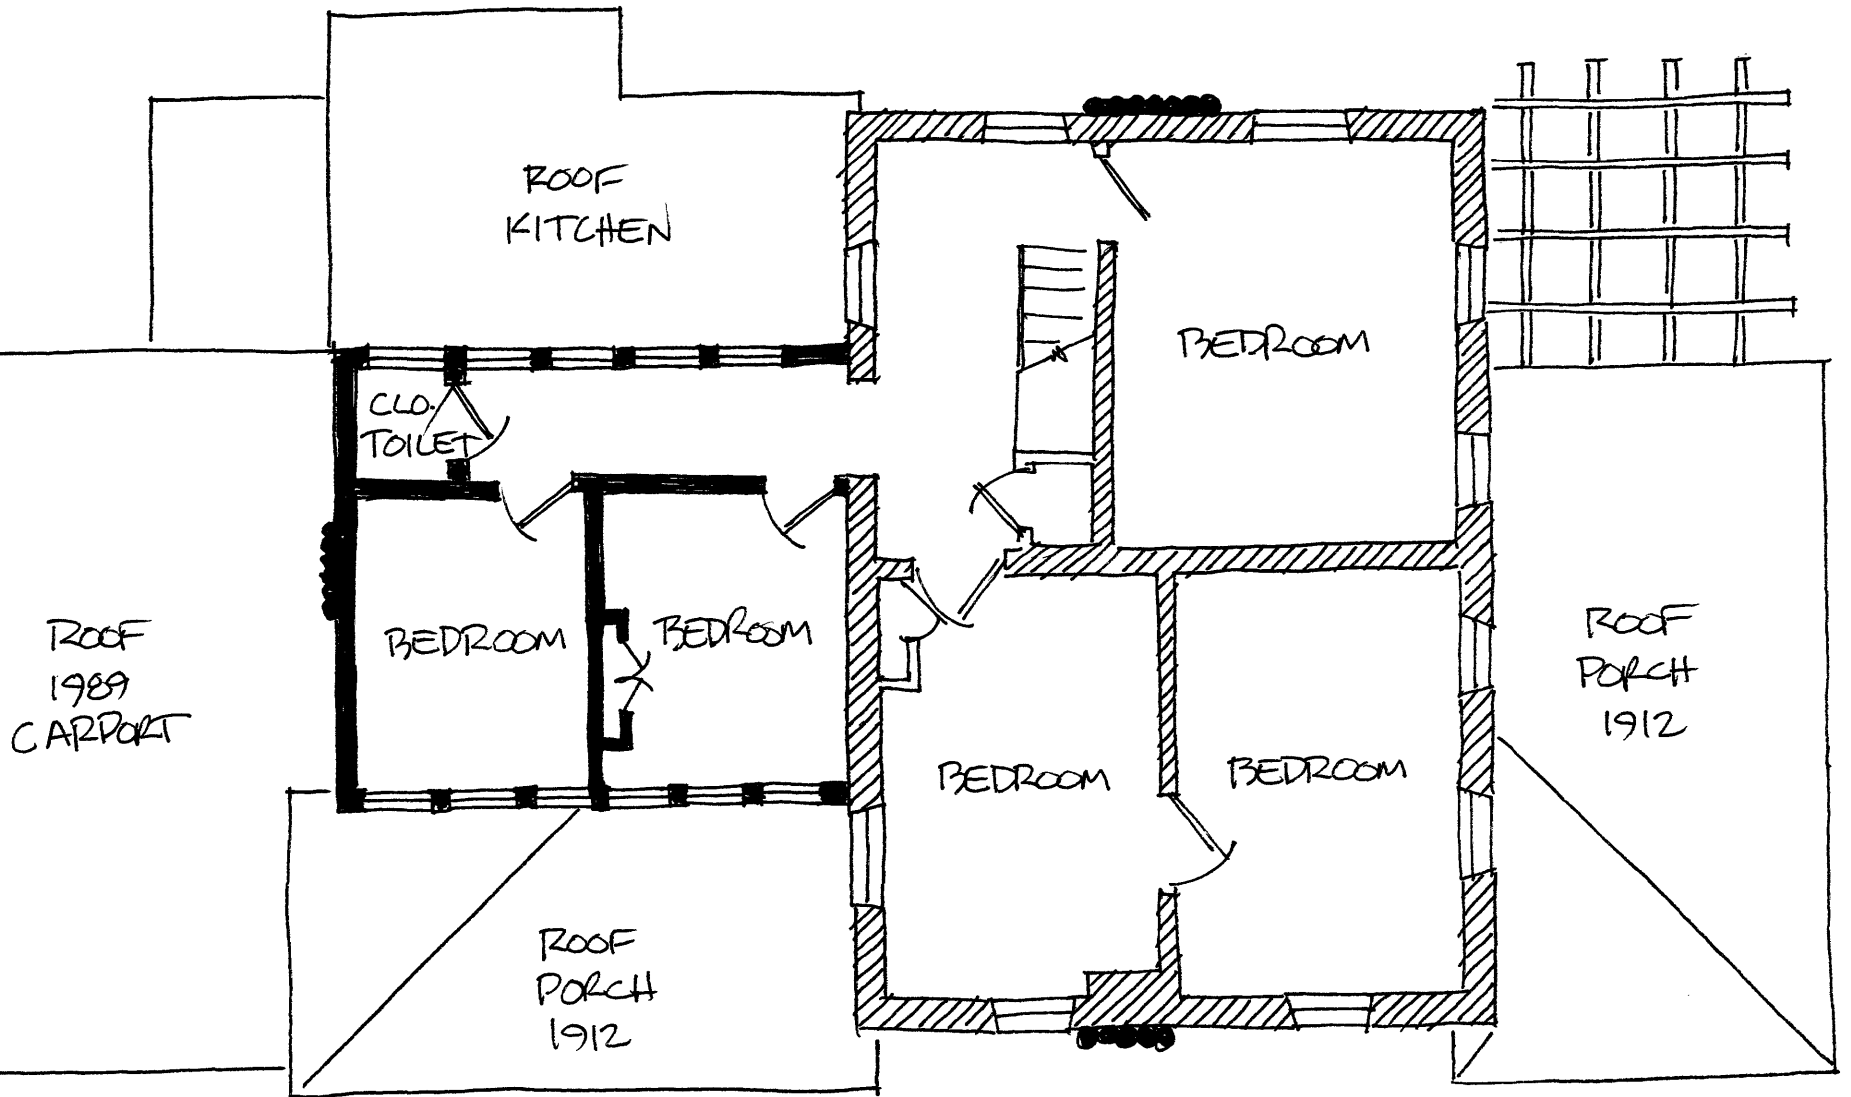 ROOF
KITCHEN
BEDROOM
CLO.
TOILET
ROOF
1989
CARPORT
BEDROOM
BEDROOM
ROOF
PORCH
1912
BEDROOM
BEDROOM
ROOF
PORCH
1912